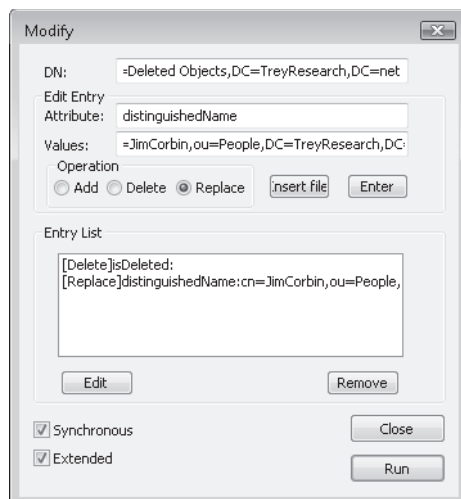 Modify
DN: =Deleted Objects,DC=TreyResearch,DC=net
Edit Entry
Attribute: distinguishedName
Values: =JimCorbin,ou=People,DC=TreyResearch,DC=
Operation
Add Delete Replace Insert file Enter
Entry List
[Delete]isDeleted:
[Replace]distinguishedName:cn=JimCorbin,ou=People,
Edit Remove
Synchronous Close
Extended Run